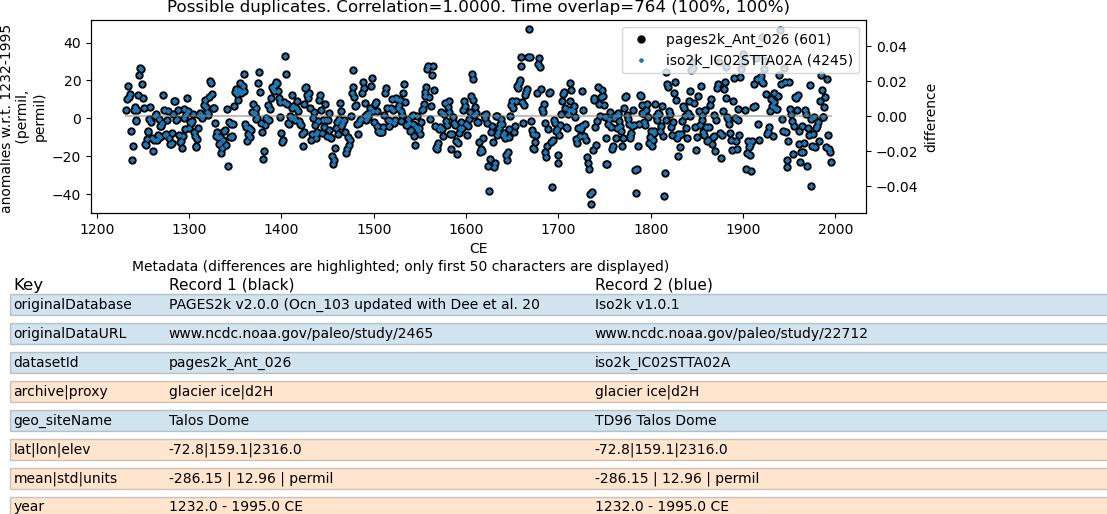 Possible duplicates. Correlation=1.0000. Time overlap=764 (100%, 100%)
anomalies w.r.t. 1232-1995
(permil,
permil)
40
20
0
−20
−40
pages2k_Ant_026 (601)
iso2k_IC02STTA02A (4245)
0.04
0.02
0.00
−0.02
−0.04
difference
1200 1300 1400 1500 1600 1700 1800 1900 2000
CE
Metadata (differences are highlighted; only first 50 characters are displayed)
Key Record 1 (black) Record 2 (blue)
originalDatabase PAGES2k v2.0.0 (Ocn_103 updated with Dee et al. 20 Iso2k v1.0.1
originalDataURL www.ncdc.noaa.gov/paleo/study/2465 www.ncdc.noaa.gov/paleo/study/22712
datasetId pages2k_Ant_026 iso2k_IC02STTA02A
archive|proxy glacier ice|d2H glacier ice|d2H
geo_siteName Talos Dome TD96 Talos Dome
lat|lon|elev -72.8|159.1|2316.0 -72.8|159.1|2316.0
mean|std|units -286.15 | 12.96 | permil -286.15 | 12.96 | permil
year 1232.0 - 1995.0 CE 1232.0 - 1995.0 CE